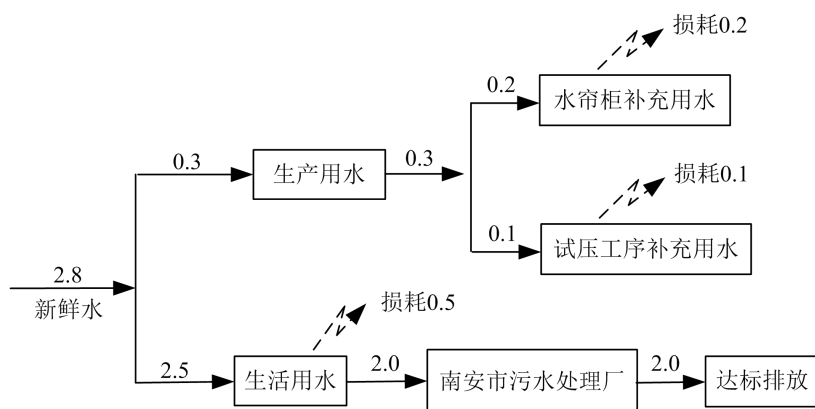 损耗0.2
0.2
水帘柜补充用水
0.3
生产用水
0.3
损耗0.1
0.1
试压工序补充用水
2.8
新鲜水
损耗0.5
2.5
生活用水
2.0
南安市污水处理厂
2.0
达标排放